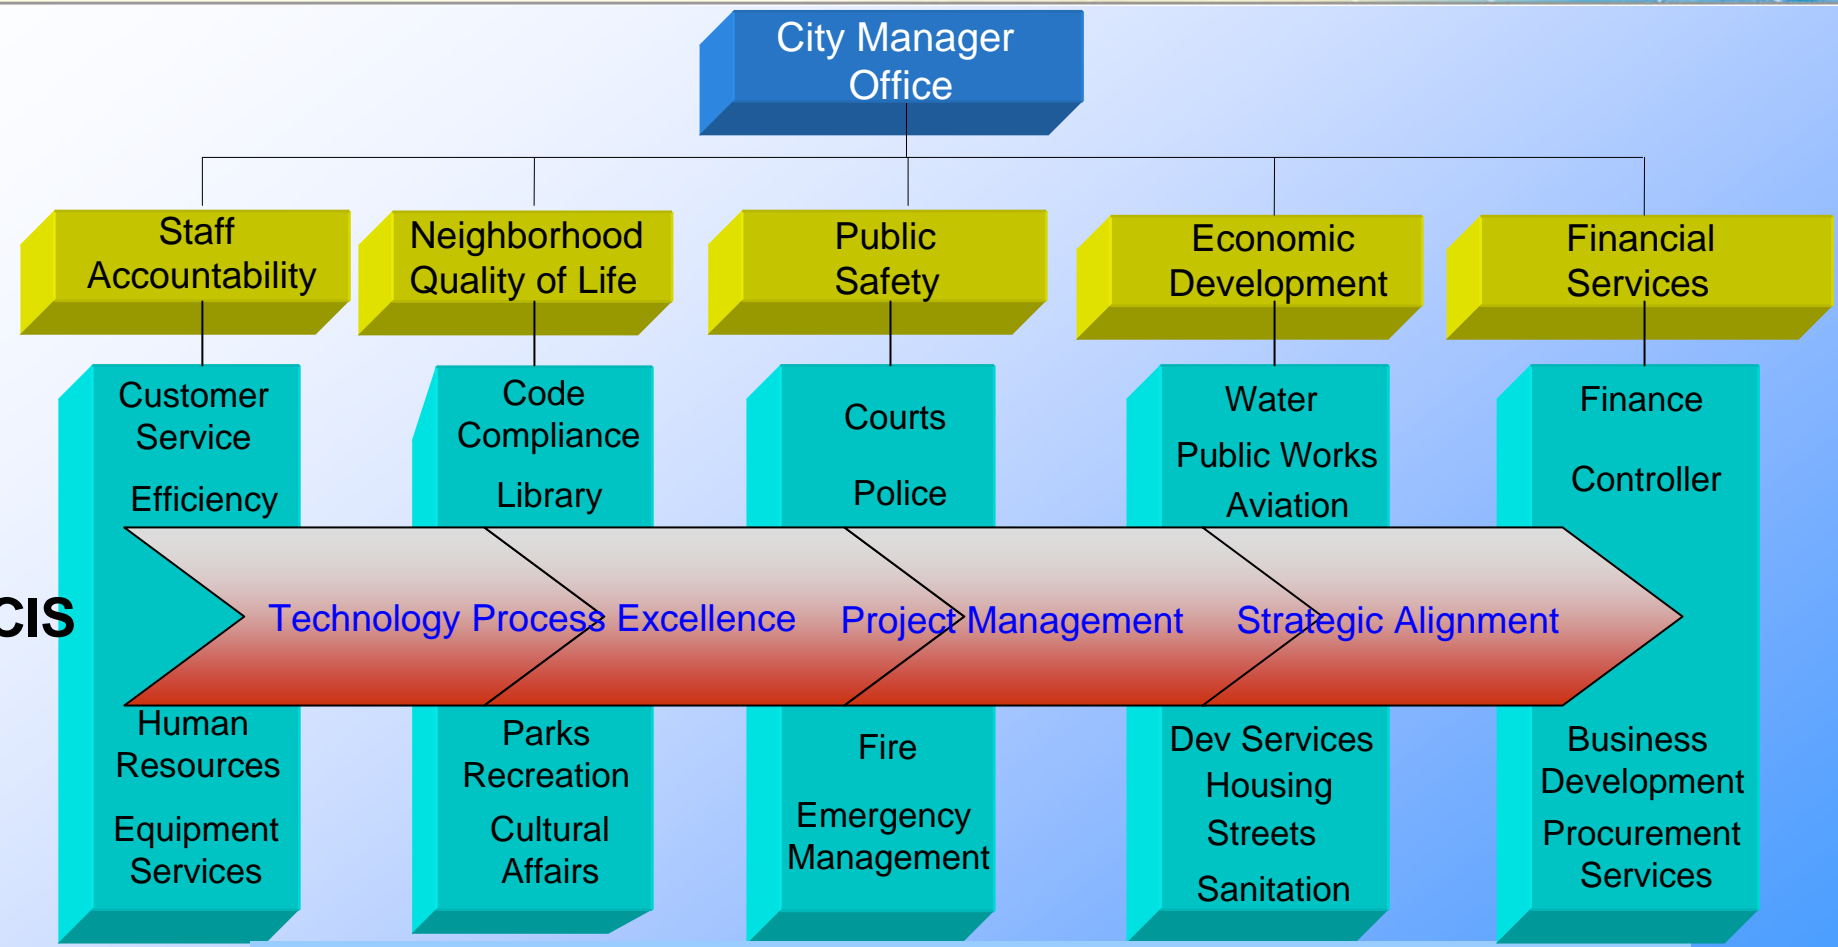 City Manager
Office
Staff
Accountability
Neighborhood
Quality of Life
Public
Safety
Economic
Development
Financial
Services
Customer
Service
Efficiency
Code
Compliance
Library
Courts
Police
Water
Public Works
Aviation
Finance
Controller
CIS
Technology Process Excellence
Project Management
Strategic Alignment
Human
Resources
Equipment
Services
Parks
Recreation
Cultural
Affairs
Fire
Emergency
Management
Dev Services
Housing
Streets
Sanitation
Business
Development
Procurement
Services